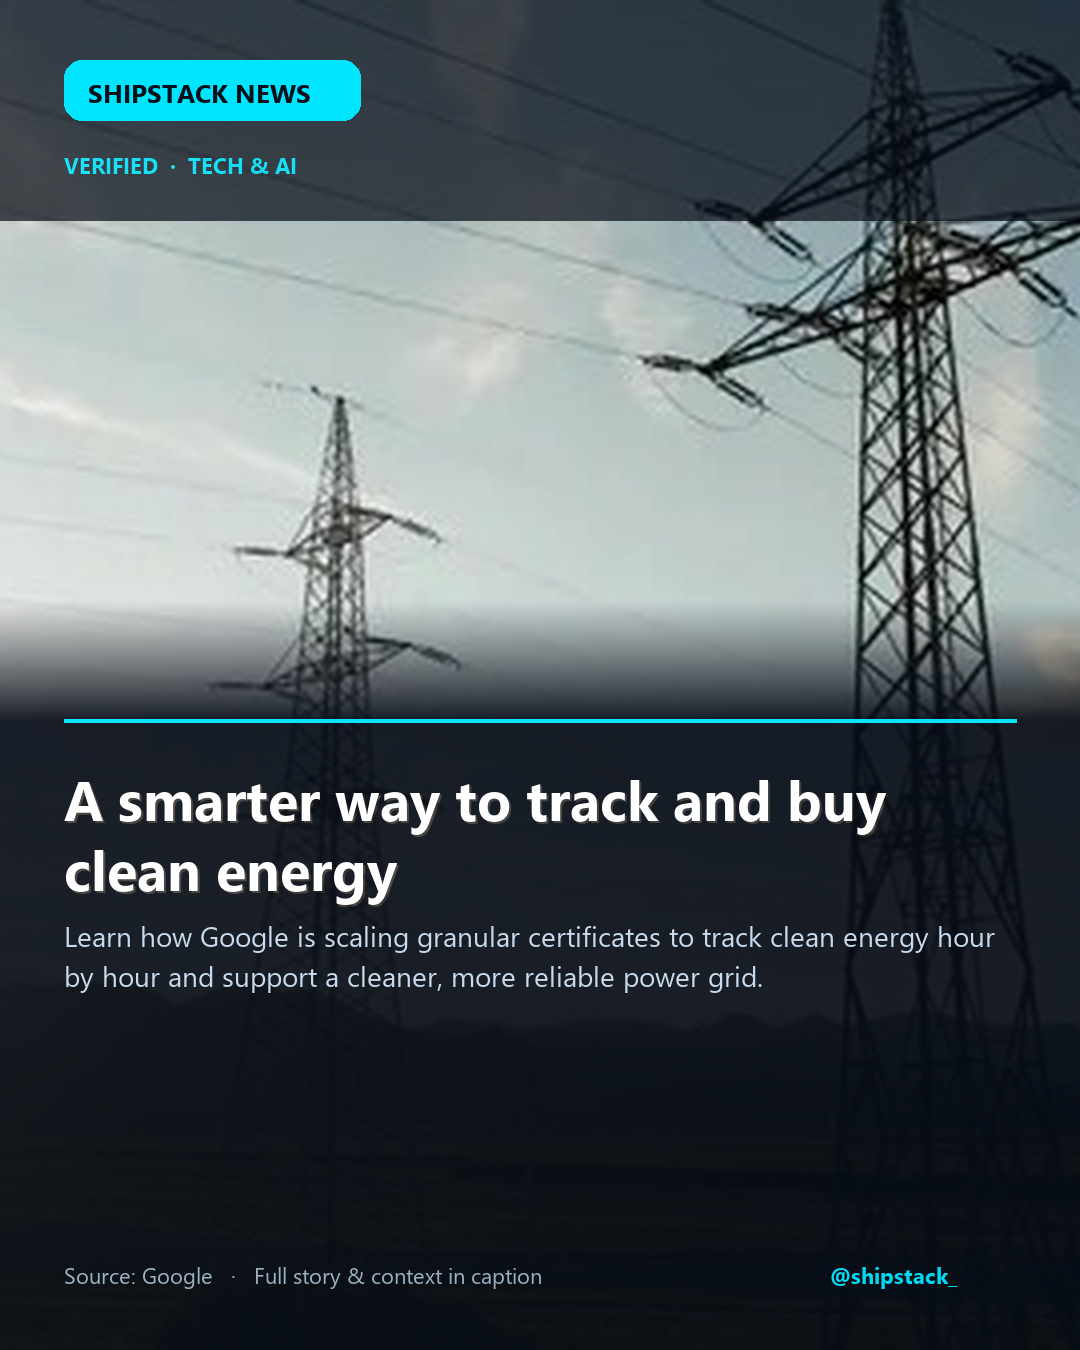 SHIPSTACK NEWS
VERIFIED · TECH & AI
A smarter way to track and buy
clean energy
Learn how Google is scaling granular certificates to track clean energy hour
by hour and support a cleaner, more reliable power grid.
Source: Google · Full story & context in caption
@shipstack_